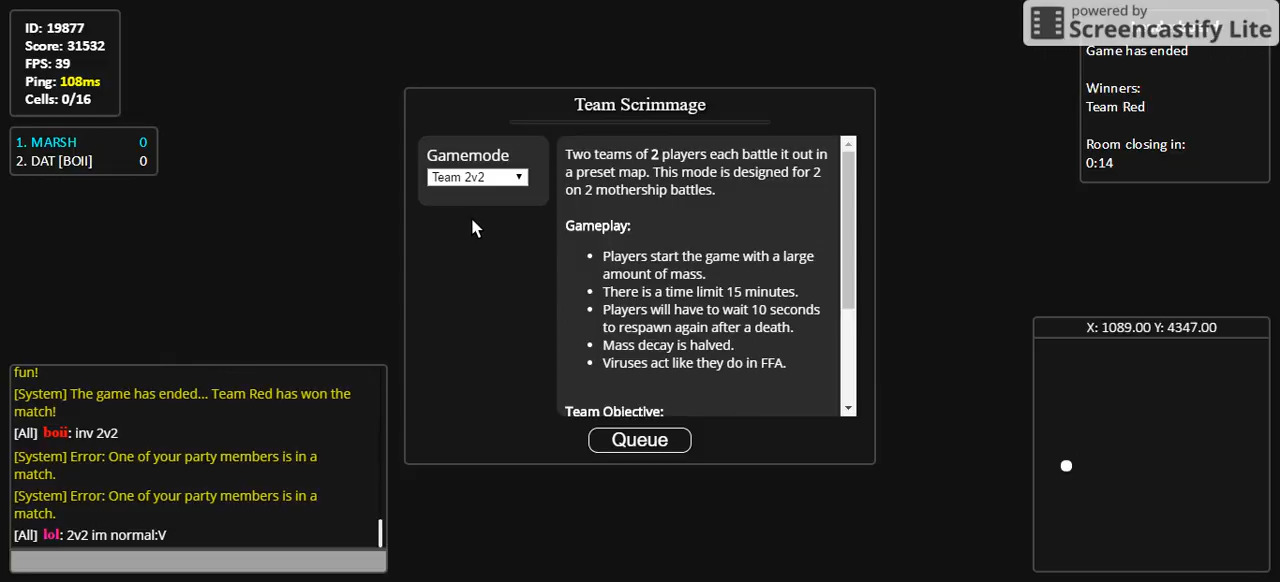 ID: 19877
Score: 31532
FPS: 39
Ping: 108ms
Cells: 0/16
1. MARSH 0
2. DAT [BOII] 0
powered by
Screencastify Lite
Game has ended
Winners:
Team Red
Room closing in:
0:14
Team Scrimmage
Gamemode
Team 2v2
Two teams of 2 players each battle it out in
a preset map. This mode is designed for 2
on 2 mothership battles.
Gameplay:
Players start the game with a large
amount of mass.
There is a time limit 15 minutes.
Players will have to wait 10 seconds
to respawn again after a death.
Mass decay is halved.
Viruses act like they do in FFA.
Team Objective:
Queue
fun!
[System] The game has ended... Team Red has won the
match!
[All] boii: inv 2v2
[System] Error: One of your party members is in a
match.
[System] Error: One of your party members is in a
match.
[All] lol: 2v2 im normal:V
X: 1089.00 Y: 4347.00